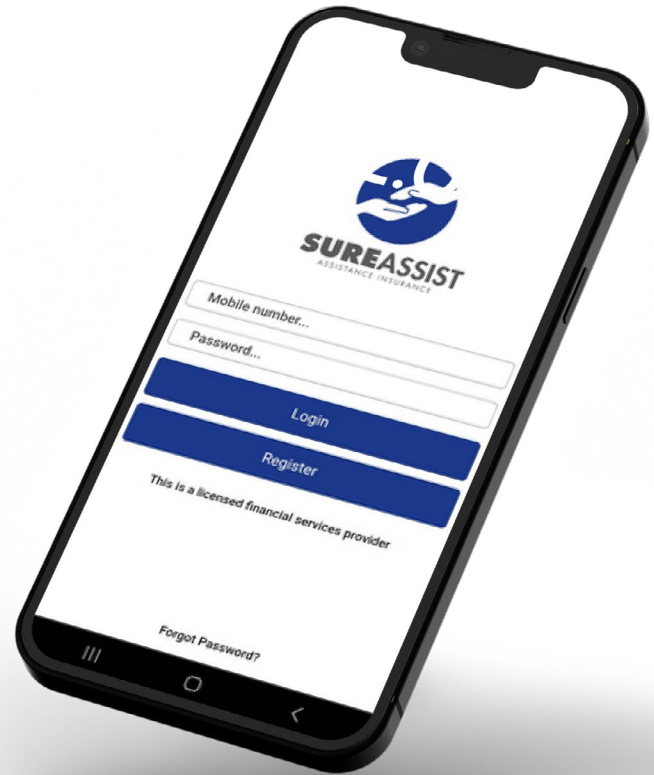 SUREASSIST
ASSISTANCE INSURANCE
Mobile number...
Password...
Login
Register
This is a licensed financial services provider
Forgot Password?